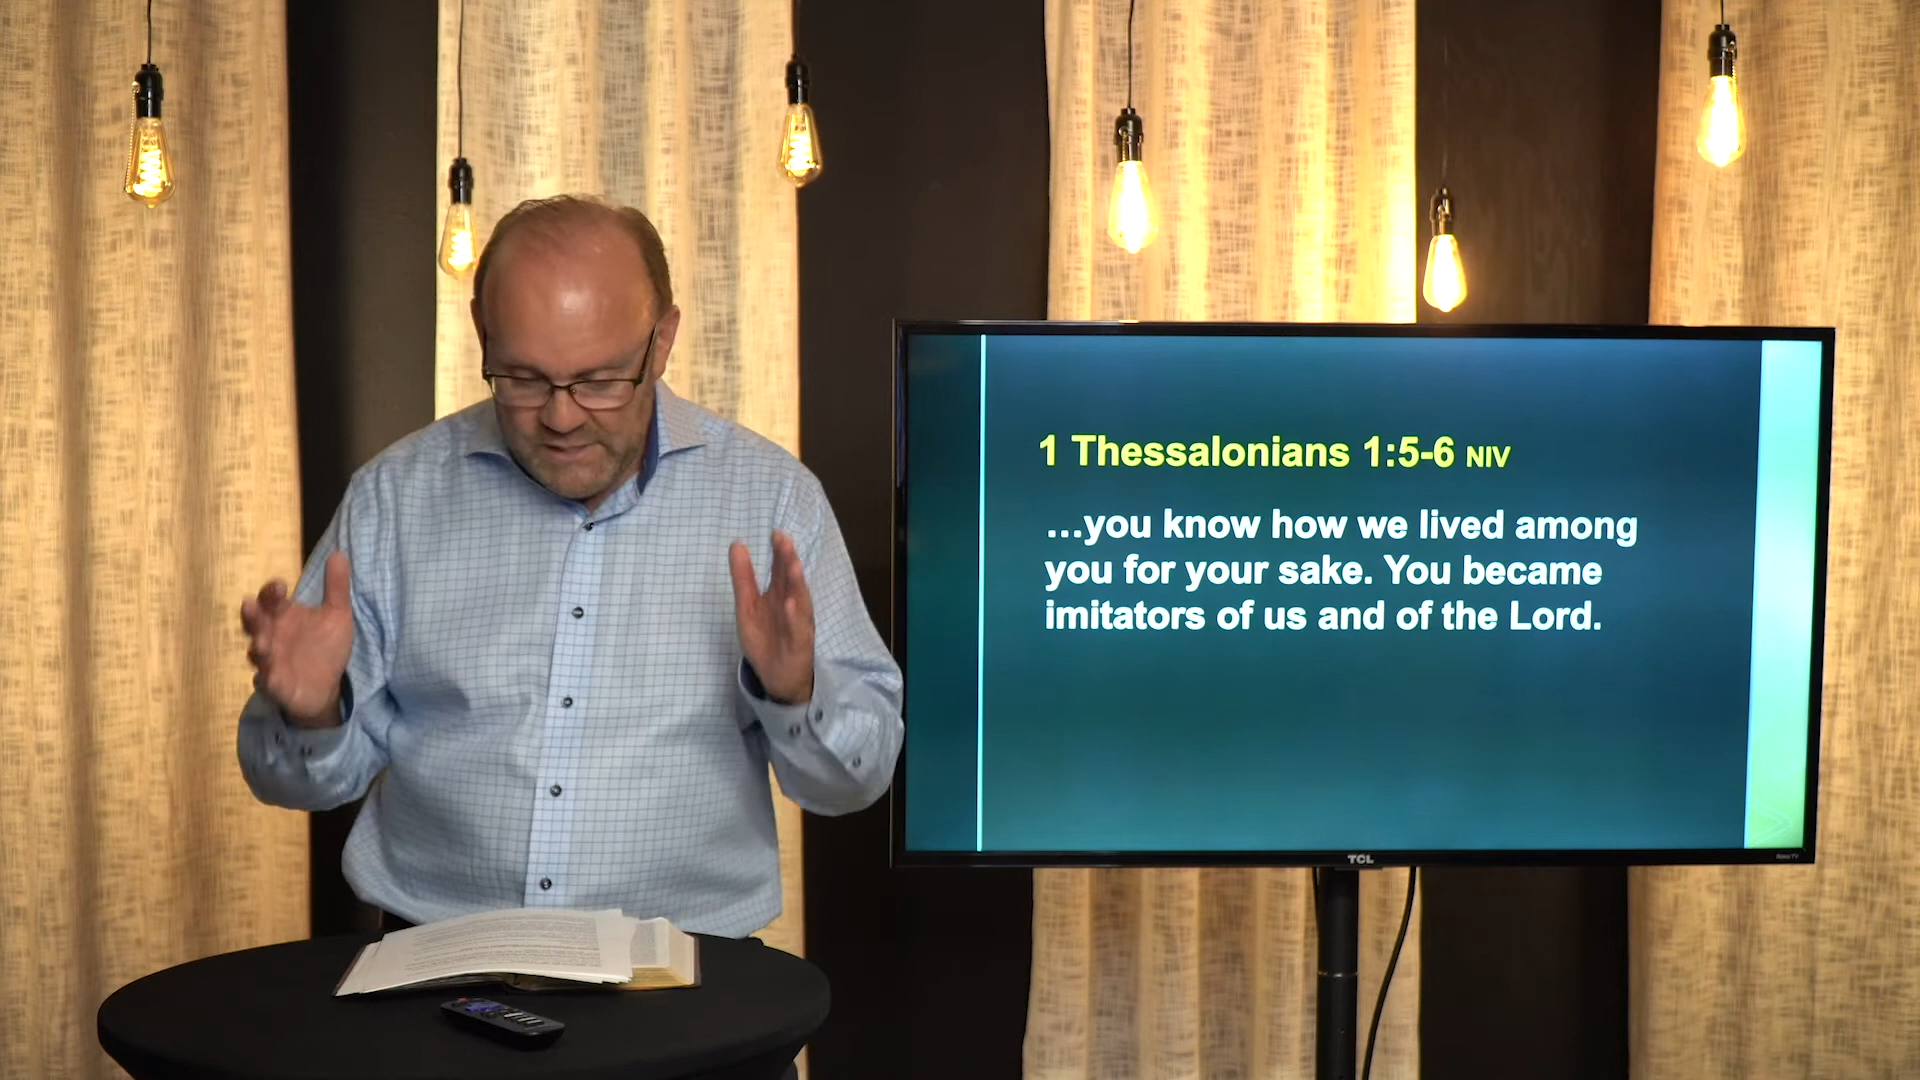 1 Thessalonians 1:5-6 NIV
...you know how we lived among
you for your sake. You became
imitators of us and of the Lord.
TCL